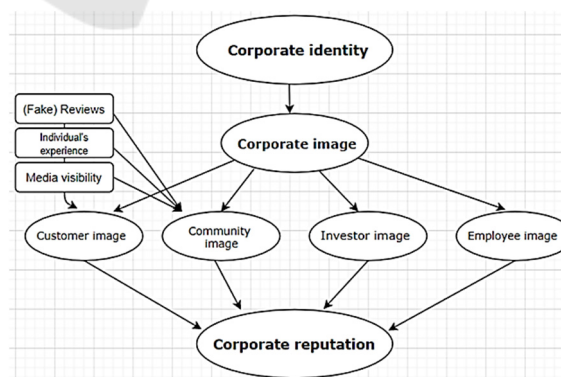 Corporate identity
(Fake) Reviews
Individual's
experience
Media visibility
Corporate image
Customer image
Community
image
Investor image
Employee image
Corporate reputation